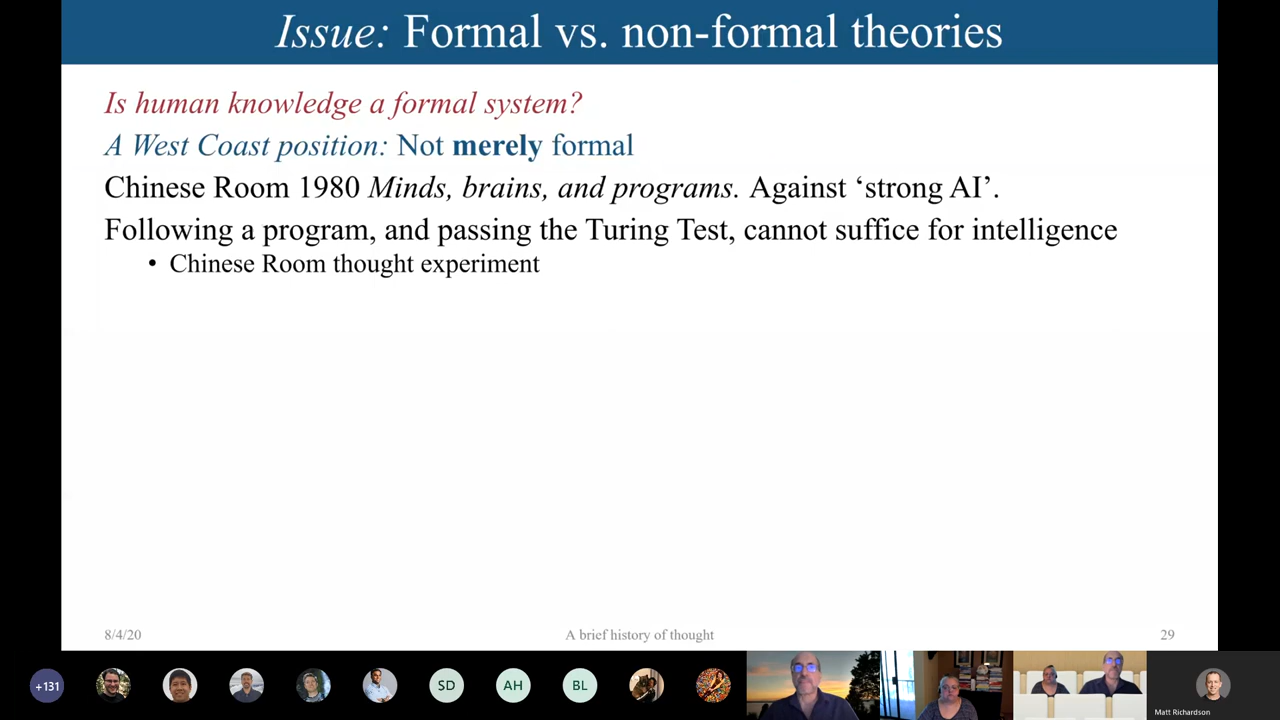 Issue: Formal vs. non-formal theories
Is human knowledge a formal system?
A West Coast position: Not merely formal
Chinese Room 1980 Minds, brains, and programs. Against ‘strong AI’.
Following a program, and passing the Turing Test, cannot suffice for intelligence
• Chinese Room thought experiment
8/4/20
A brief history of thought
29
+131
SD
AH
BL
Matt Richardson